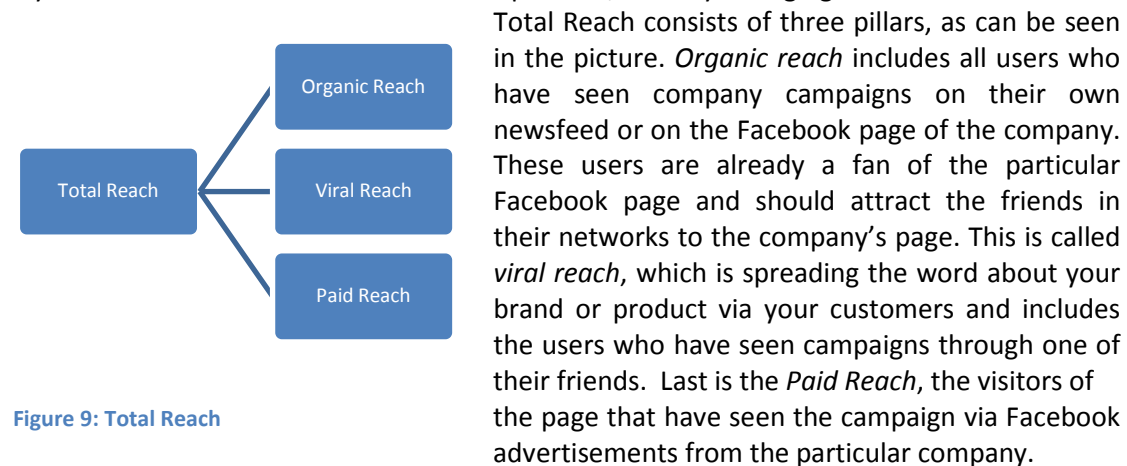 Total Reach consists of three pillars, as can be seen
in the picture. Organic reach includes all users who
have seen company campaigns on their own
newsfeed or on the Facebook page of the company.
These users are already a fan of the particular
Facebook page and should attract the friends in
their networks to the company's page. This is called
viral reach, which is spreading the word about your
brand or product via your customers and includes
the users who have seen campaigns through one of
their friends. Last is the Paid Reach, the visitors of
the page that have seen the campaign via Facebook
advertisements from the particular company.
Total Reach
Organic Reach
Viral Reach
Paid Reach
Figure 9: Total Reach